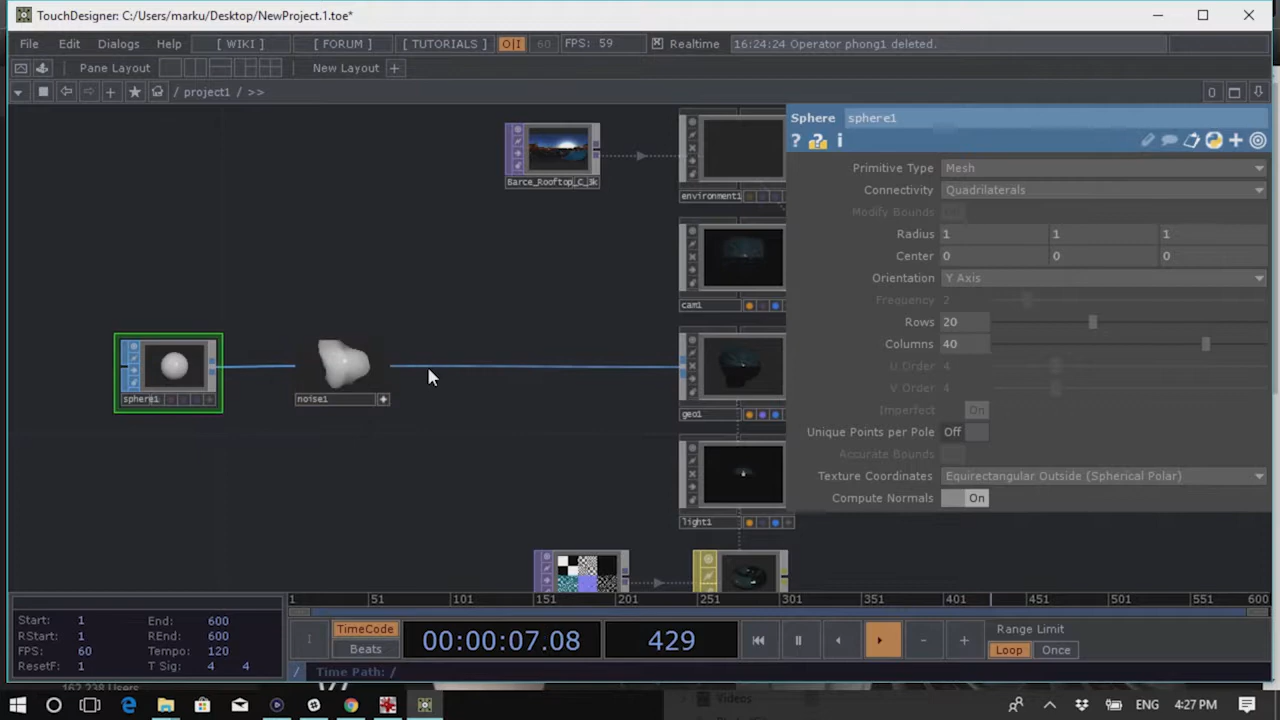 TouchDesigner: C:/Users/marku/Desktop/NewProject.1.toe*
File Edit Dialogs Help [ WIKI ] [ FORUM ] [ TUTORIALS ] O|I 60 FPS: 59 Realtime 16:24:24 Operator phong1 deleted.
Pane Layout New Layout +
/ project1 / >> 0
Sphere sphere1
? ? i
Primitive Type Mesh
Connectivity Quadrilaterals
Modify Bounds
Radius 1 1 1
Center 0 0 0
Orientation Y Axis
Frequency 2
Rows 20
Columns 40
U Order 4
V Order 4
Imperfect On
Unique Points per Pole Off
Accurate Bounds
Texture Coordinates Equirectangular Outside (Spherical Polar)
Compute Normals On
Barce_Rooftop_C_3k
environment1
cam1
sphere1
noise1
geo1
light1
1 51 101 151 201 251 301 351 401 451 501 551 600
Start: 1 End: 600
RStart: 1 REnd: 600
FPS: 60 Tempo: 120
ResetF: 1 T Sig: 4 4
TimeCode
Beats
00:00:07.08 429
Range Limit
Loop Once
/ Time Path: /
162,238 Users
Videos
ENG 4:27 PM